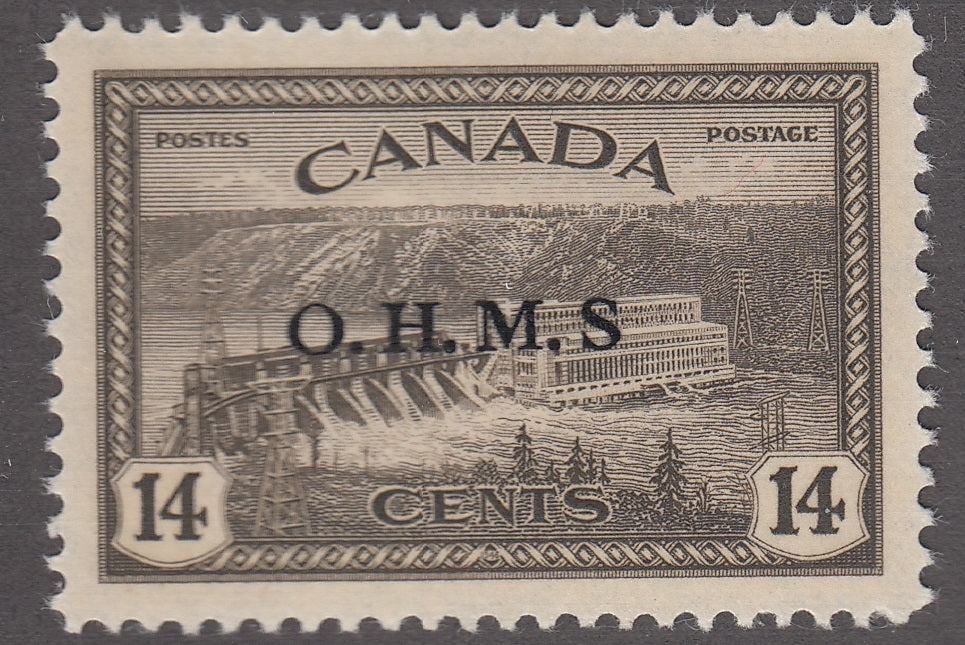 POSTES
CANADA
POSTAGE
O.H.M.S
14
CENTS
14